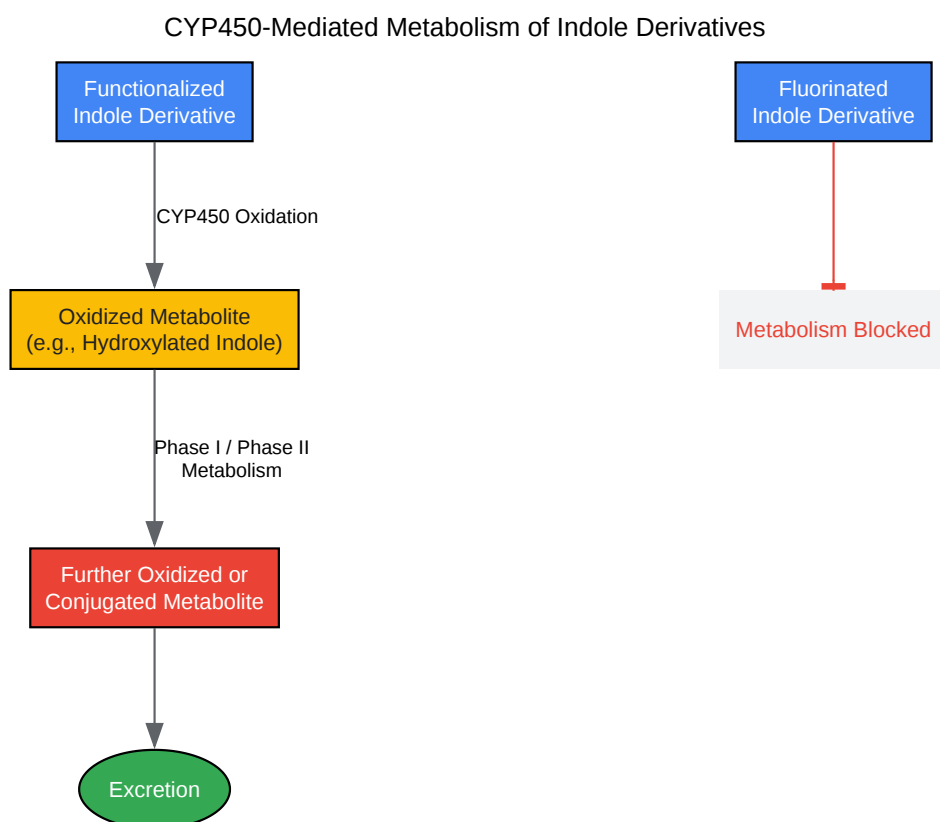 CYP450-Mediated Metabolism of Indole Derivatives
Functionalized
Indole Derivative
Fluorinated
Indole Derivative
CYP450 Oxidation
Oxidized Metabolite
(e.g., Hydroxylated Indole)
Metabolism Blocked
Phase I / Phase II
Metabolism
Further Oxidized or
Conjugated Metabolite
Excretion